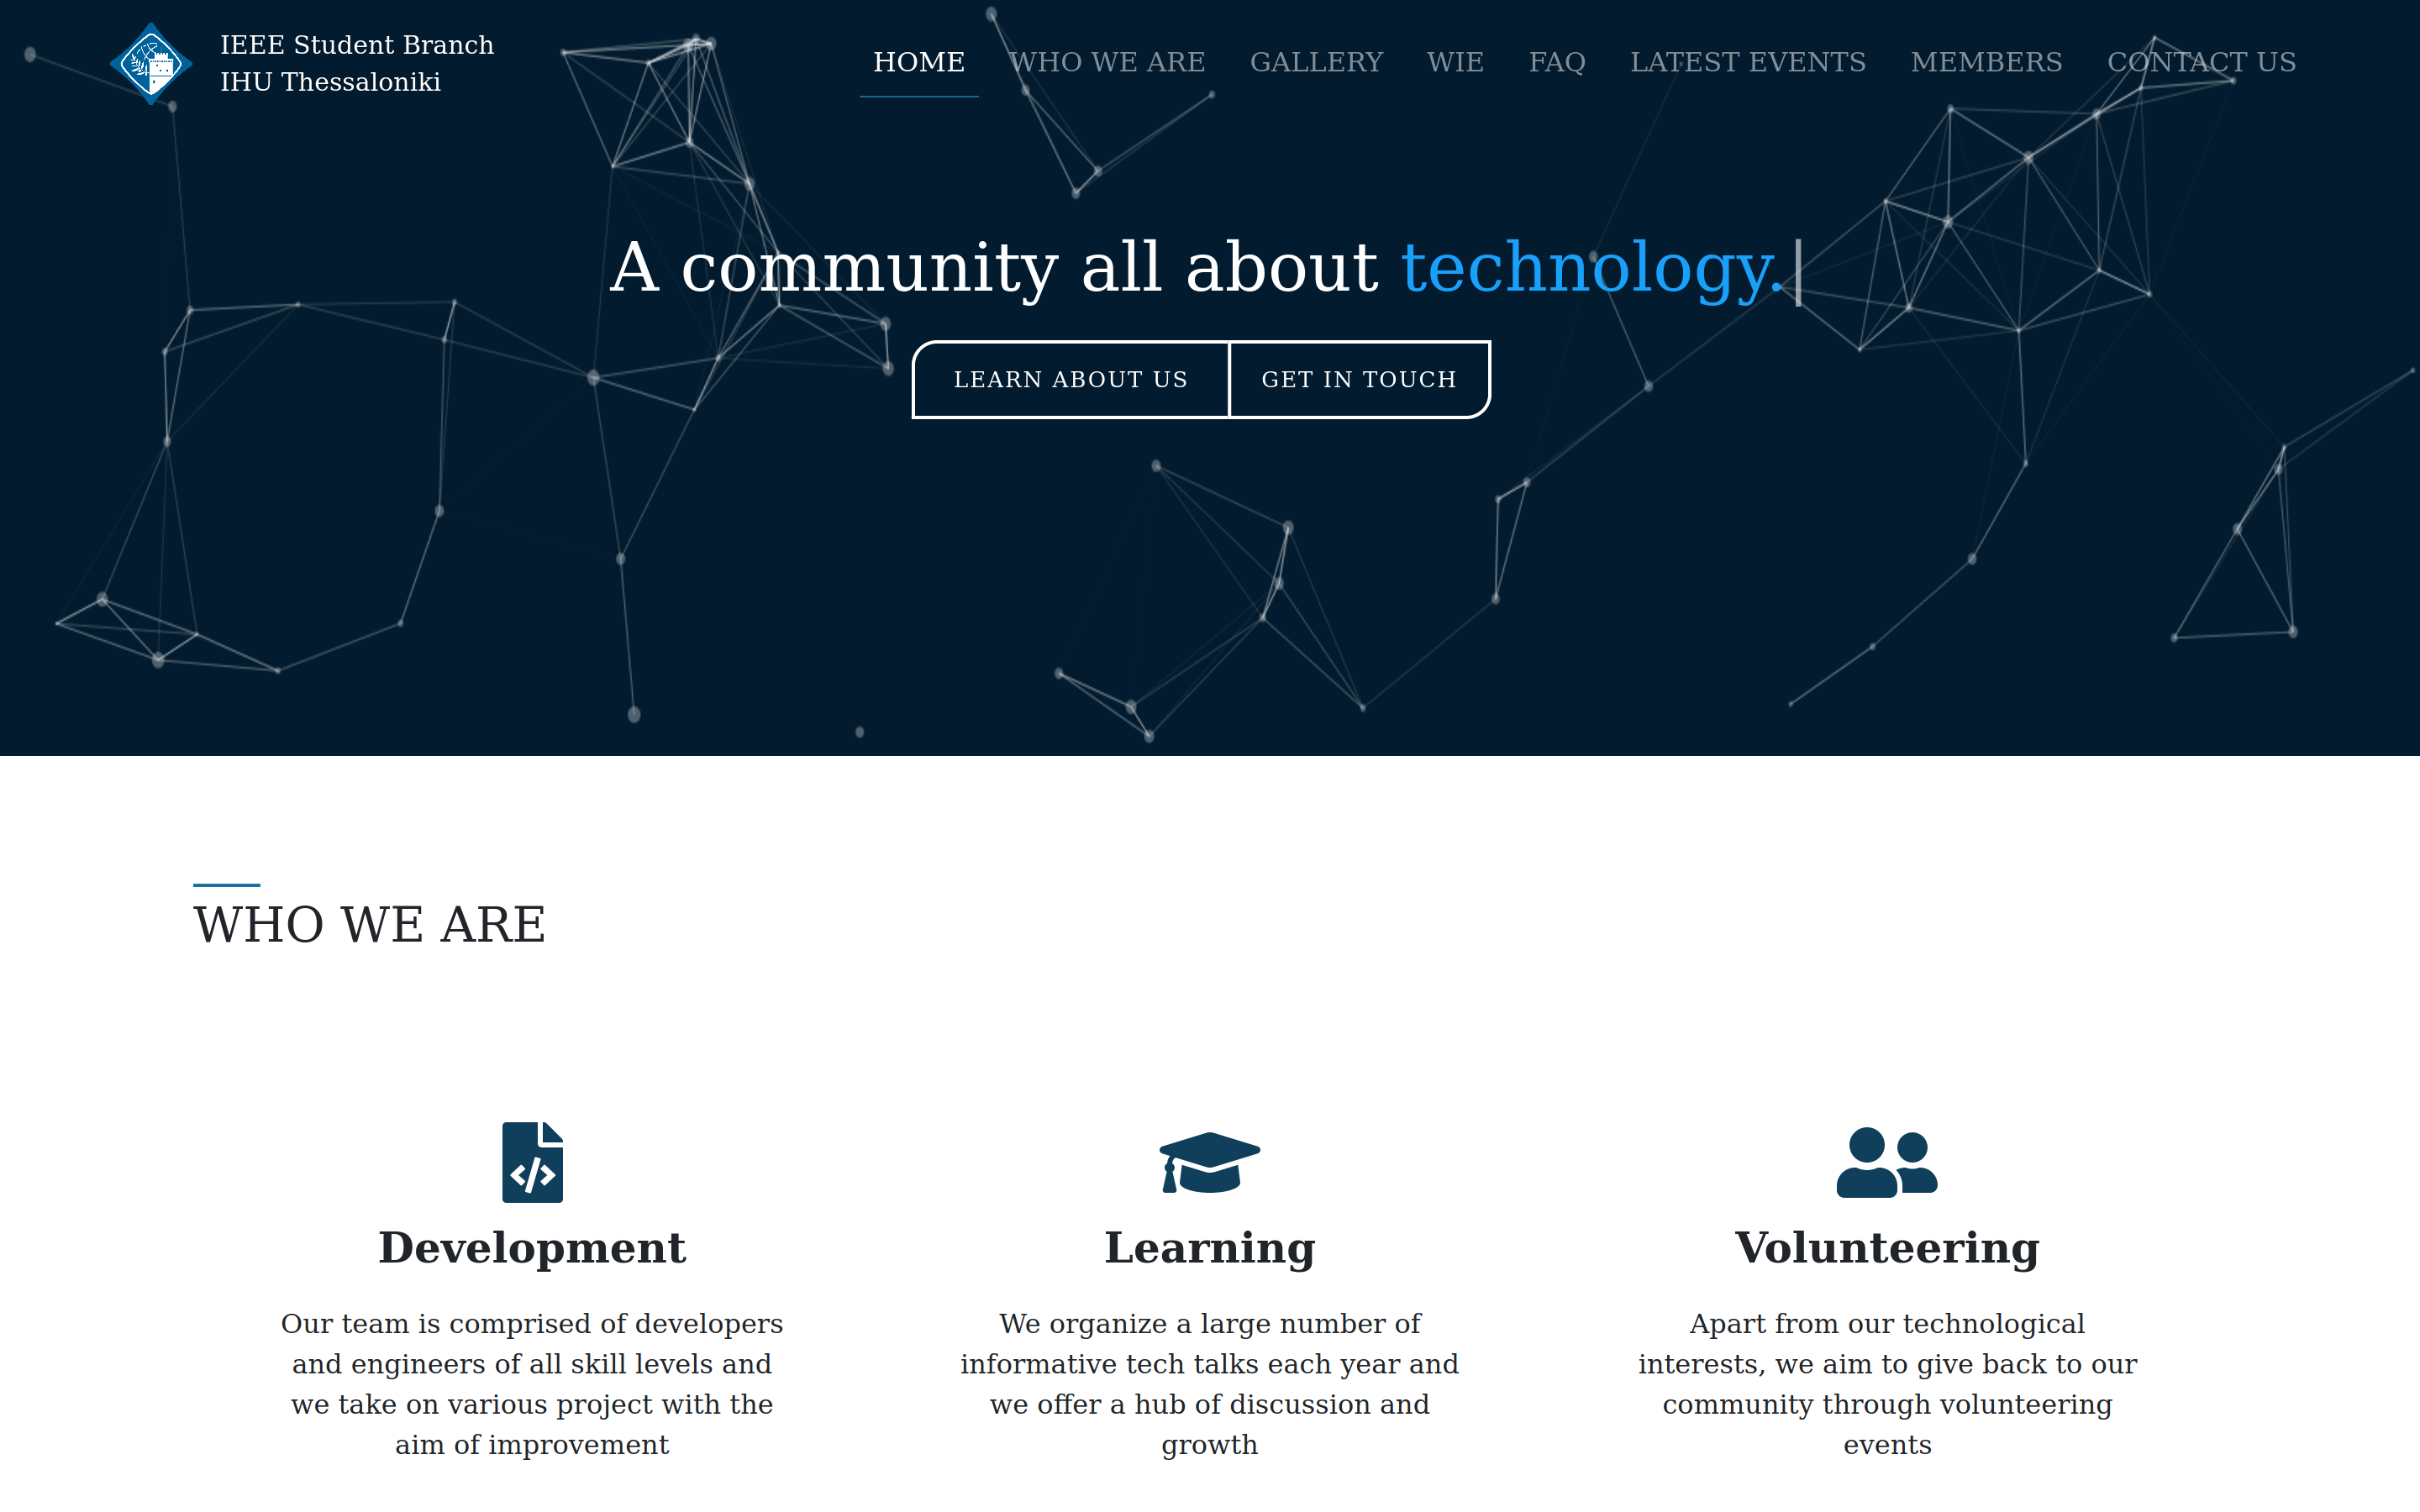 IEEE Student Branch
IHU Thessaloniki
HOME WHO WE ARE GALLERY WIE FAQ LATEST EVENTS MEMBERS CONTACT US
A community all about technology.|
LEARN ABOUT US GET IN TOUCH
WHO WE ARE
Development
Our team is comprised of developers
and engineers of all skill levels and
we take on various project with the
aim of improvement
Learning
We organize a large number of
informative tech talks each year and
we offer a hub of discussion and
growth
Volunteering
Apart from our technological
interests, we aim to give back to our
community through volunteering
events